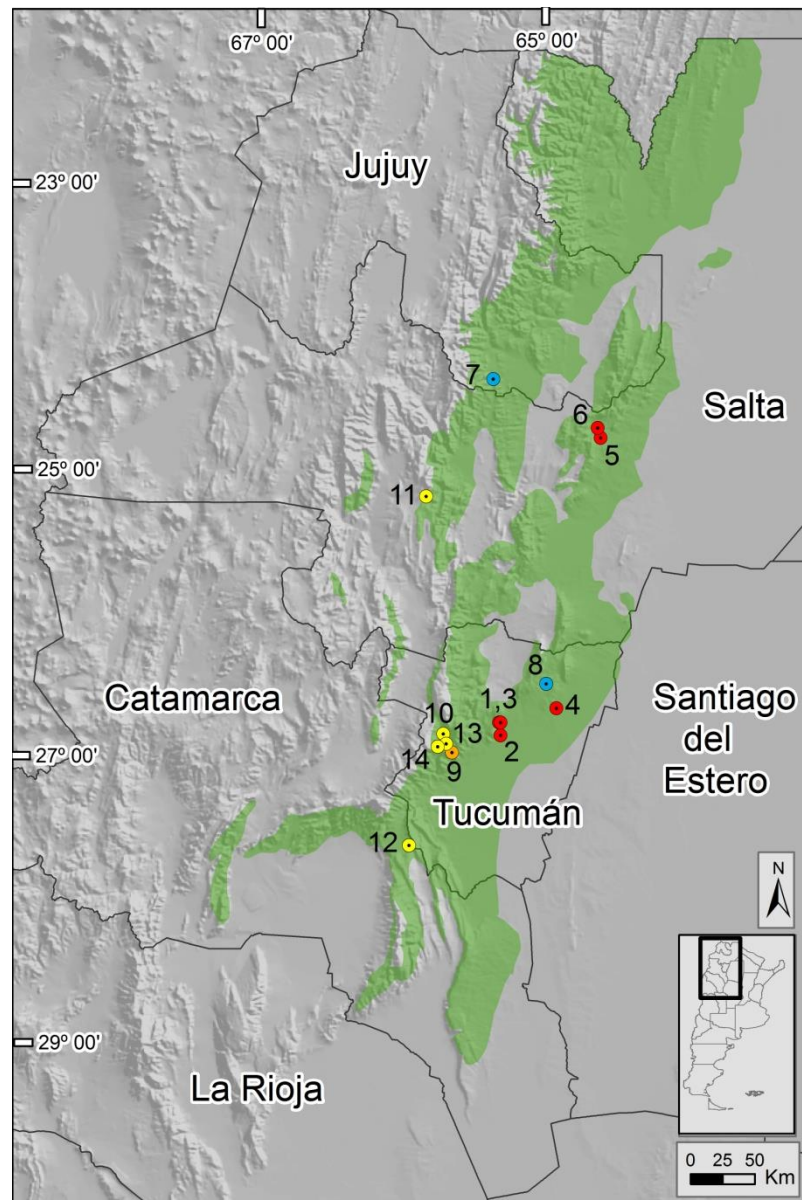 67º 00'
65º 00'
Jujuy
23º 00'
7
Salta
6
5
25º 00'
11
8
Catamarca
1,3
4
Santiago
del
Estero
10
13
2
27º 00'
14
9
Tucumán
12
N
29º 00'
La Rioja
0 25 50
Km